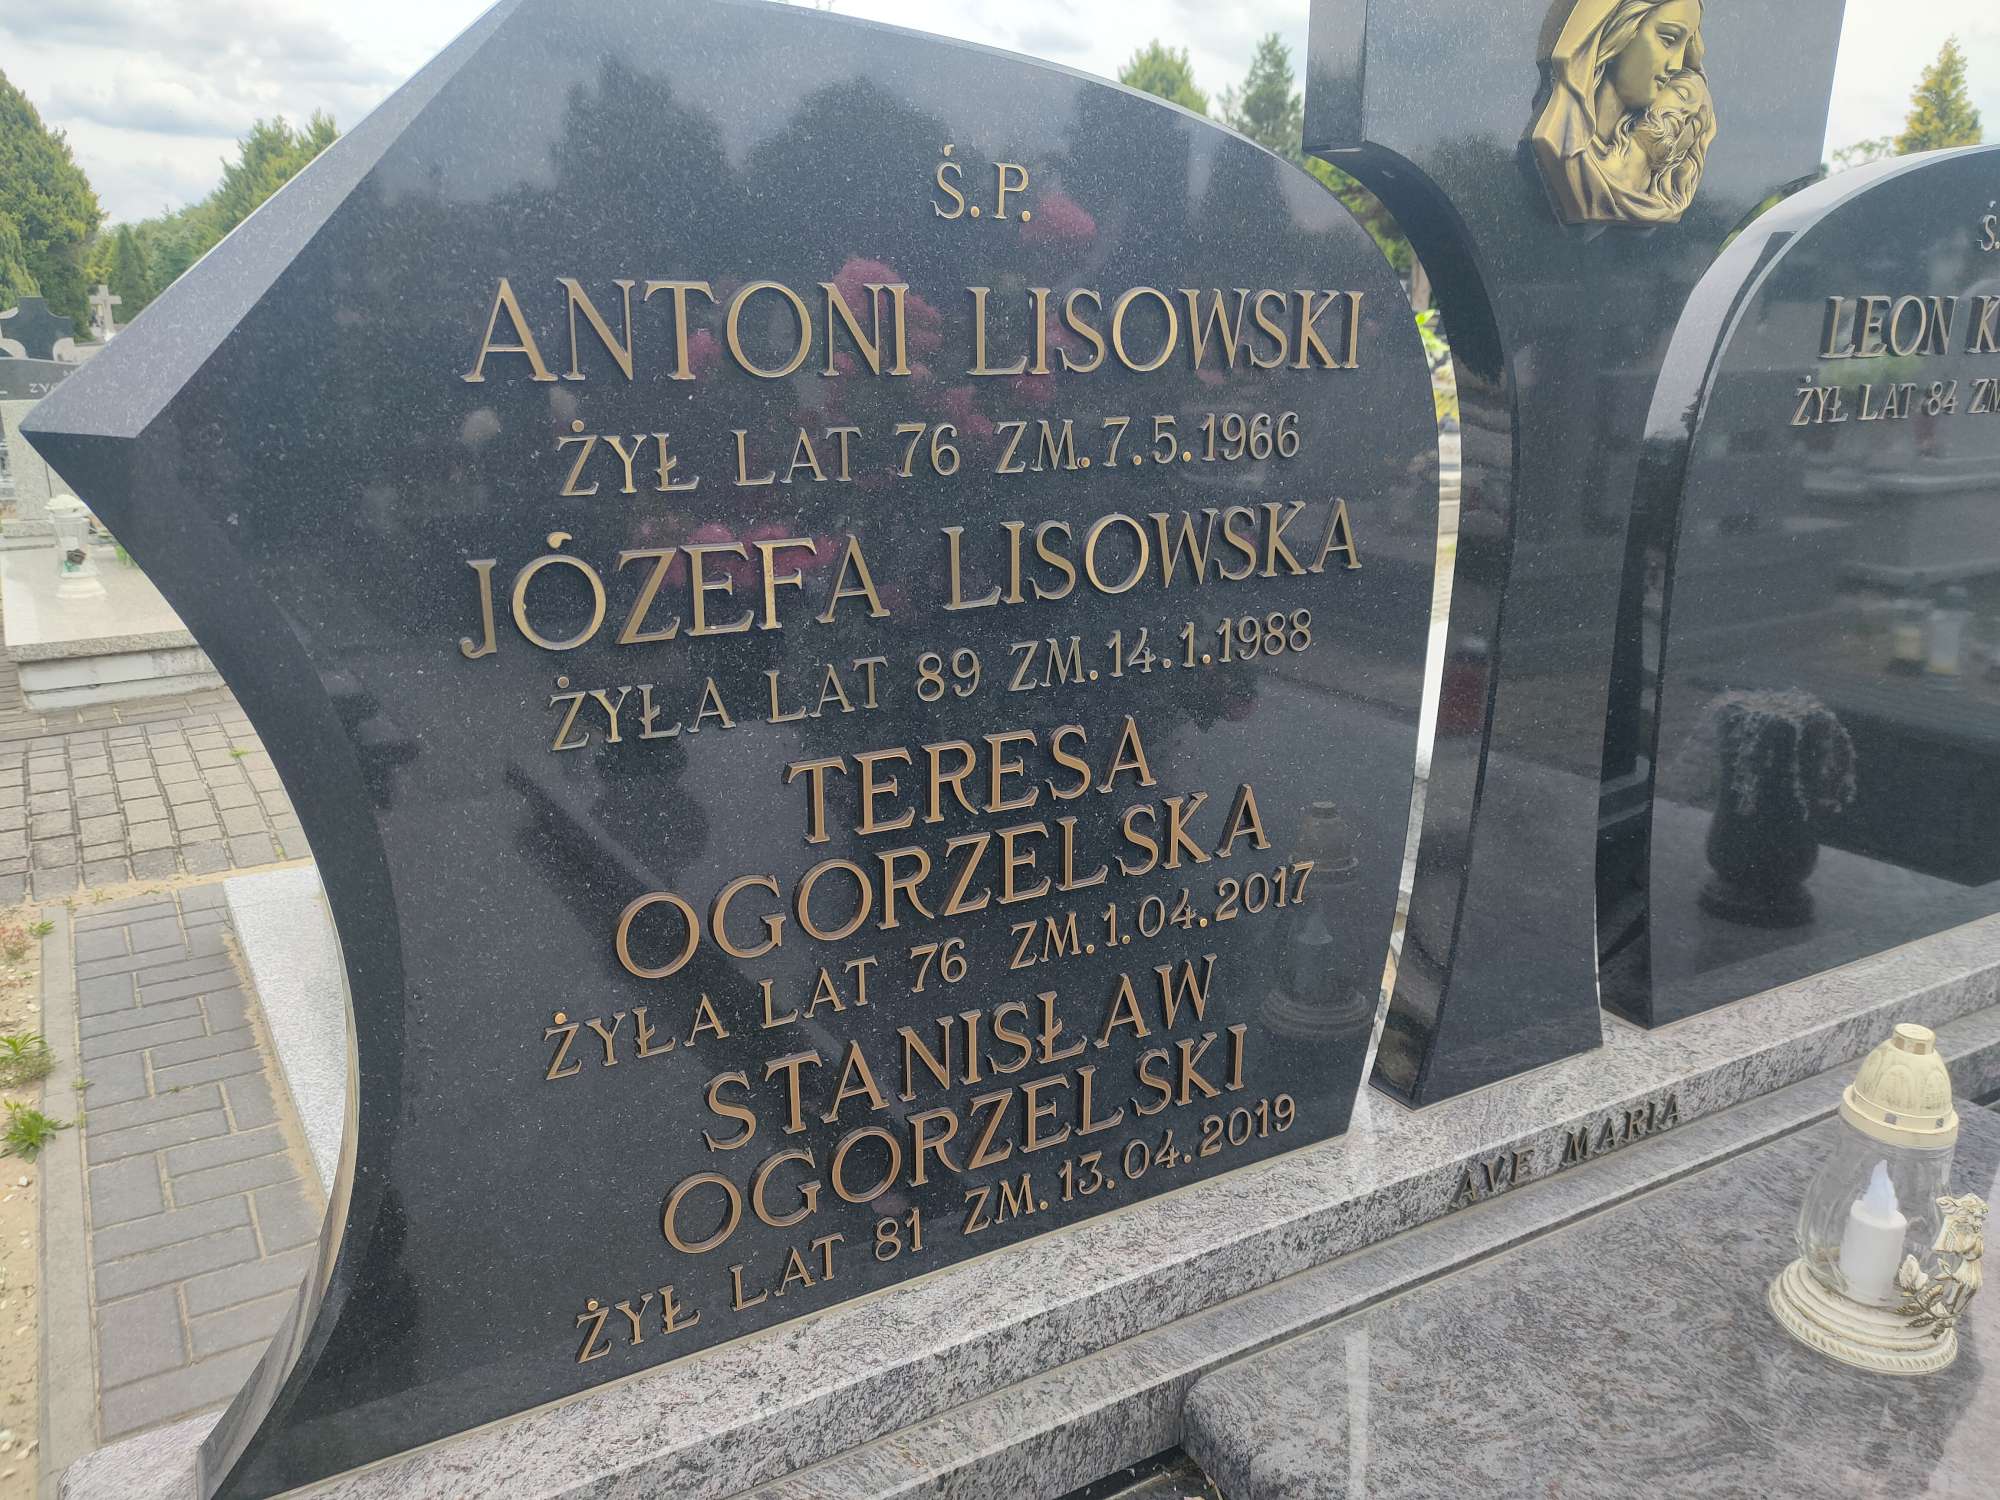 Ś.P.
ANTONI LISOWSKI
ŻYŁ LAT 76 ZM. 7.5.1966
JÓZEFA LISOWSKA
ŻYŁA LAT 89 ZM. 14.1.1988
TERESA
OGORZELSKA
ŻYŁA LAT 76 ZM. 1.04.2017
STANISŁAW
OGORZELSKI
ŻYŁ LAT 81 ZM. 13.04.2019
AVE MARIA
LEON
ŻYŁ LAT 84